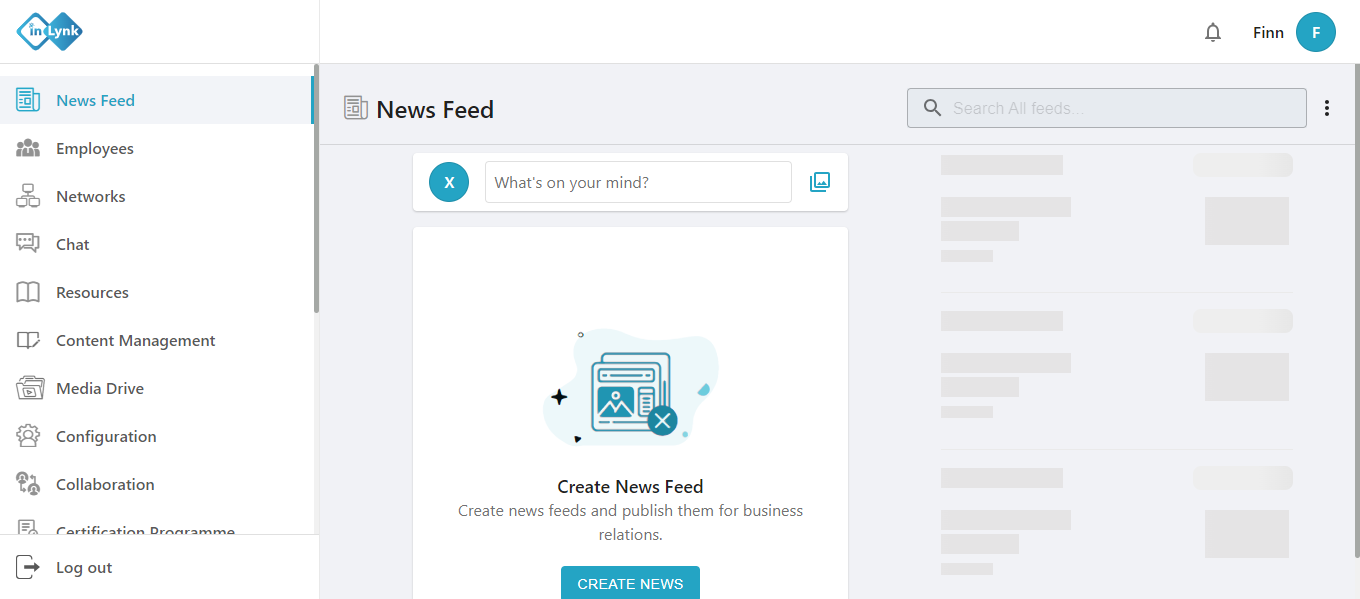 in Lynk
Finn
F
News Feed
Employees
Networks
Chat
Resources
Content Management
Media Drive
Configuration
Collaboration
Certification Programme
Log out
News Feed
Search All feeds...
X
What's on your mind?
Create News Feed
Create news feeds and publish them for business
relations.
CREATE NEWS